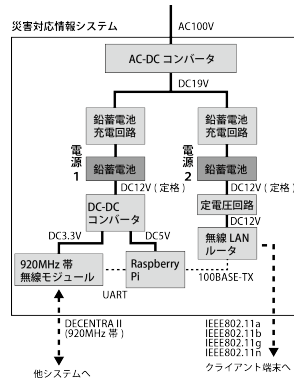 災害対応情報システム
AC100V
AC-DC コンバータ
DC19V
鉛蓄電池
充電回路
鉛蓄電池
充電回路
電源1
鉛蓄電池
電源2
鉛蓄電池
DC12V ( 定格 )
DC12V ( 定格 )
DC-DC
コンバータ
定電圧回路
DC12V
DC3.3V
DC5V
無線 LAN
ルータ
920MHz 帯
無線モジュール
Raspberry
Pi
UART
100BASE-TX
DECENTRA II
(920MHz 帯 )
IEEE802.11a
IEEE802.11b
IEEE802.11g
IEEE802.11n
他システムへ
クライアント端末へ